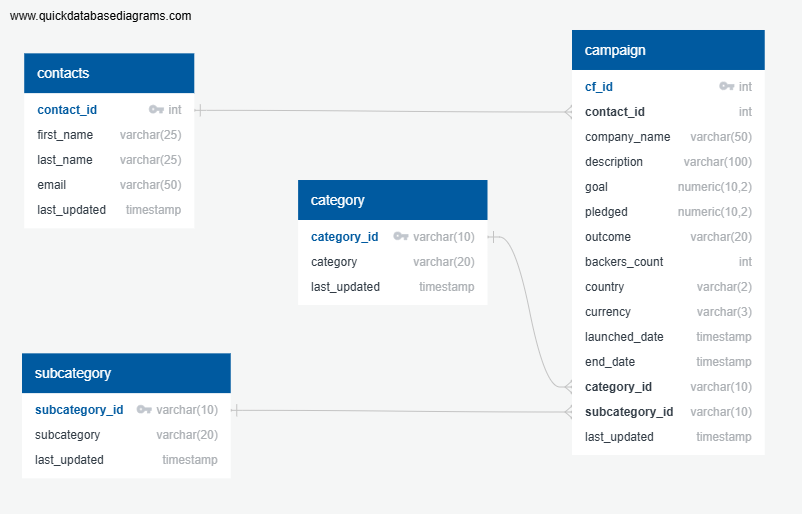 www.quickdatabasediagrams.com
contacts
contact_id int
first_name varchar(25)
last_name varchar(25)
email varchar(50)
last_updated timestamp
category
category_id varchar(10)
category varchar(20)
last_updated timestamp
subcategory
subcategory_id varchar(10)
subcategory varchar(20)
last_updated timestamp
campaign
cf_id int
contact_id int
company_name varchar(50)
description varchar(100)
goal numeric(10,2)
pledged numeric(10,2)
outcome varchar(20)
backers_count int
country varchar(2)
currency varchar(3)
launched_date timestamp
end_date timestamp
category_id varchar(10)
subcategory_id varchar(10)
last_updated timestamp